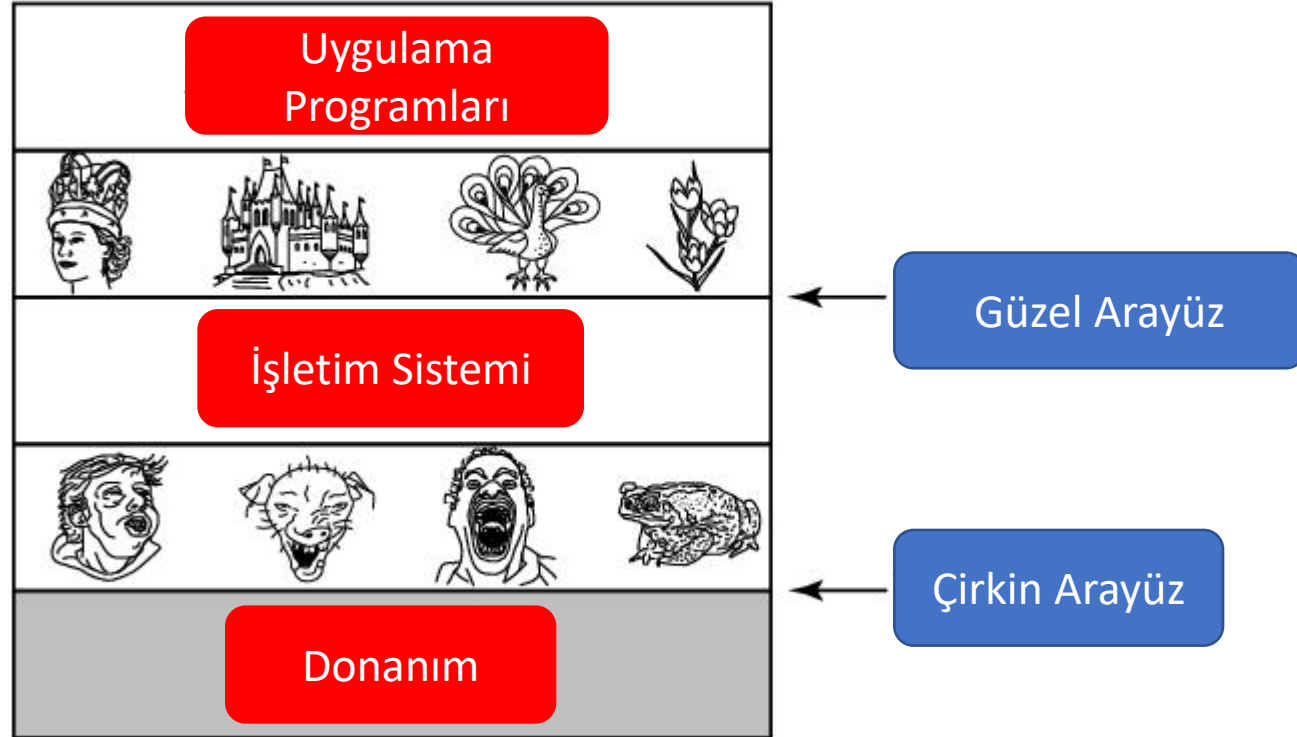 Uygulama
Programları
Güzel Arayüz
İşletim Sistemi
Çirkin Arayüz
Donanım